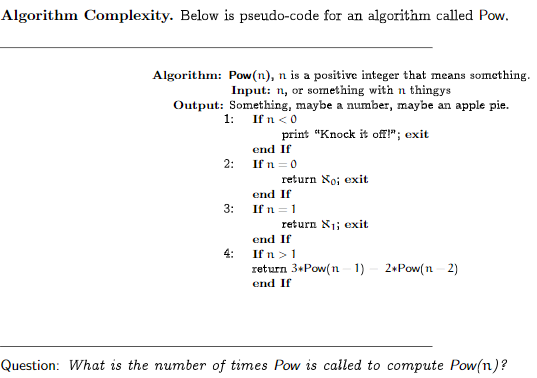 Algorithm Complexity. Below is pseudo-code for an algorithm called Pow.
Algorithm: Pow(n), n is a positive integer that means something.
Input: n, or something with n thingys
Output: Something, maybe a number, maybe an apple pie.
1: If n < 0
print “Knock it off!”; exit
end If
2: If n = 0
return ℵ₀; exit
end If
3: If n = 1
return ℵ₁; exit
end If
4: If n > 1
return 3*Pow(n − 1) − 2*Pow(n − 2)
end If
Question: What is the number of times Pow is called to compute Pow(n)?